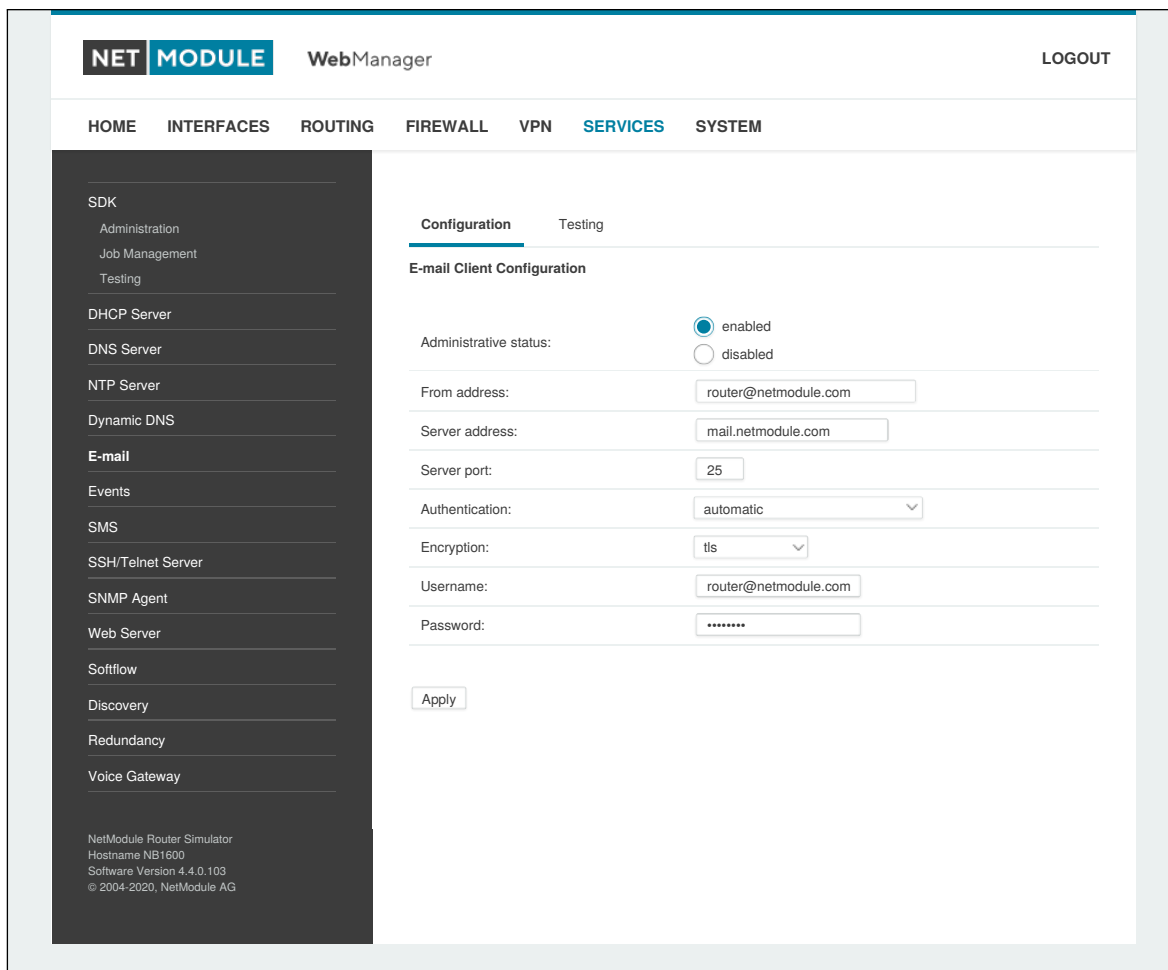 NET MODULE WebManager LOGOUT
HOME INTERFACES ROUTING FIREWALL VPN SERVICES SYSTEM
SDK
Administration
Job Management
Testing
DHCP Server
DNS Server
NTP Server
Dynamic DNS
E-mail
Events
SMS
SSH/Telnet Server
SNMP Agent
Web Server
Softflow
Discovery
Redundancy
Voice Gateway
NetModule Router Simulator
Hostname NB1600
Software Version 4.4.0.103
© 2004-2020, NetModule AG
Configuration Testing
E-mail Client Configuration
Administrative status:
enabled
disabled
From address: router@netmodule.com
Server address: mail.netmodule.com
Server port: 25
Authentication: automatic
Encryption: tls
Username: router@netmodule.com
Password: ••••••••
Apply